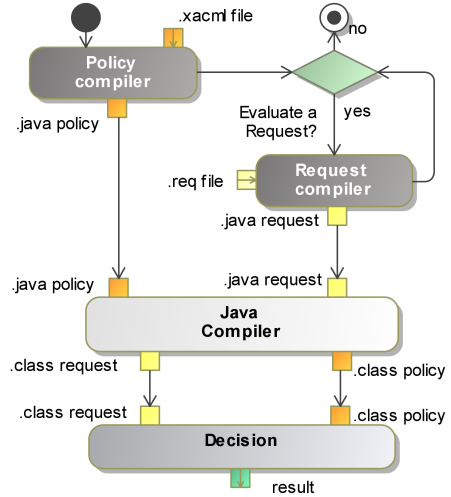 .xacml file
no
Policy
compiler
Evaluate a
Request?
yes
.java policy
.req file
Request
compiler
.java request
.java policy
.java request
Java
Compiler
.class request
.class policy
.class request
.class policy
Decision
result